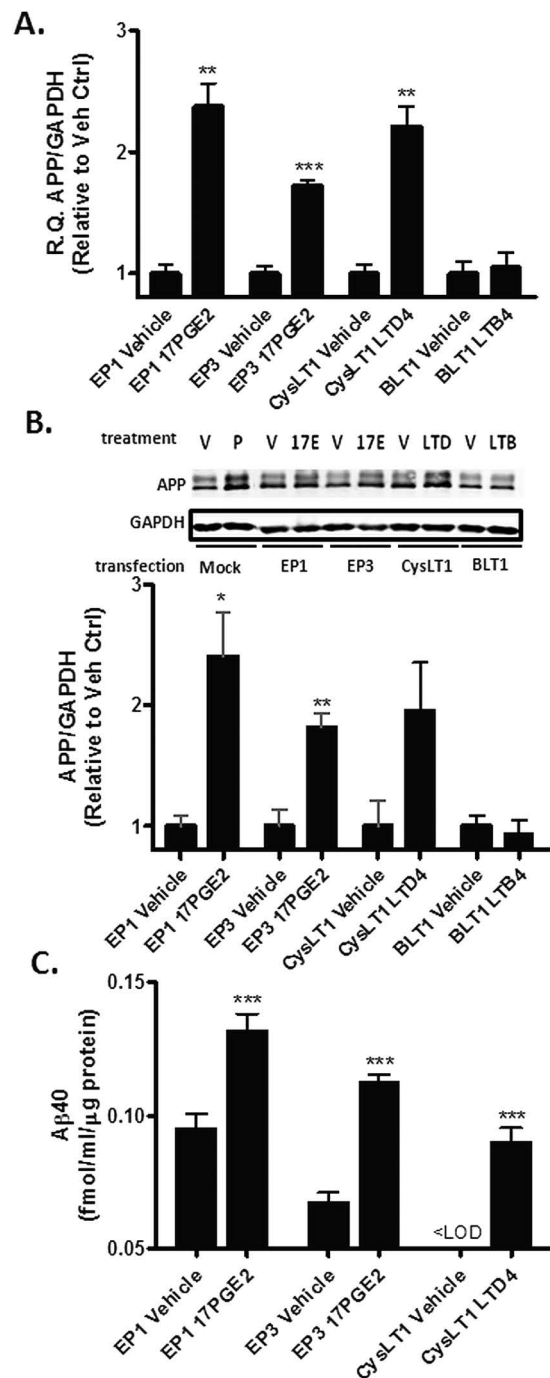 A.
R.Q. APP/GAPDH
(Relative to Veh Ctrl)
3
2
1
**
***
**
EP1 Vehicle
EP1 17PGE2
EP3 Vehicle
EP3 17PGE2
CysLT1 Vehicle
CysLT1 LTD4
BLT1 Vehicle
BLT1 LTB4
B.
treatment V P V 17E V 17E V LTD V LTB
APP
GAPDH
transfection Mock EP1 EP3 CysLT1 BLT1
APP/GAPDH
(Relative to Veh Ctrl)
3
2
1
*
**
EP1 Vehicle
EP1 17PGE2
EP3 Vehicle
EP3 17PGE2
CysLT1 Vehicle
CysLT1 LTD4
BLT1 Vehicle
BLT1 LTB4
C.
Aβ40
(fmol/ml/μg protein)
0.15
0.10
0.05
***
***
<LOD
***
EP1 Vehicle
EP1 17PGE2
EP3 Vehicle
EP3 17PGE2
CysLT1 Vehicle
CysLT1 LTD4